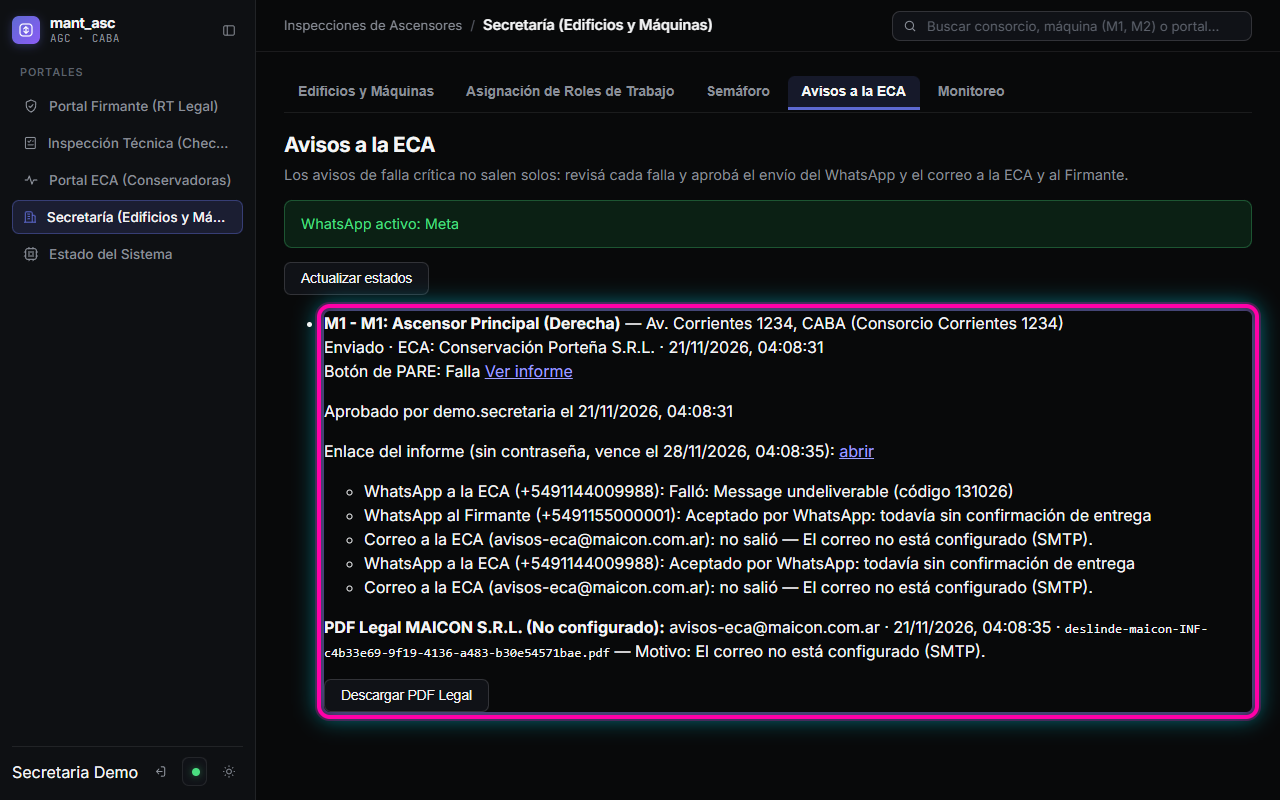 mant_asc
AGC · CABA
PORTALES
Portal Firmante (RT Legal)
Inspección Técnica (Chec...
Portal ECA (Conservadoras)
Secretaría (Edificios y Má...
Estado del Sistema
Secretaria Demo
Inspecciones de Ascensores / Secretaría (Edificios y Máquinas)
Buscar consorcio, máquina (M1, M2) o portal...
Edificios y Máquinas Asignación de Roles de Trabajo Semáforo Avisos a la ECA Monitoreo
Avisos a la ECA
Los avisos de falla crítica no salen solos: revisá cada falla y aprobá el envío del WhatsApp y el correo a la ECA y al Firmante.
WhatsApp activo: Meta
Actualizar estados
• M1 - M1: Ascensor Principal (Derecha) — Av. Corrientes 1234, CABA (Consorcio Corrientes 1234)
Enviado · ECA: Conservación Porteña S.R.L. · 21/11/2026, 04:08:31
Botón de PARE: Falla Ver informe
Aprobado por demo.secretaria el 21/11/2026, 04:08:31
Enlace del informe (sin contraseña, vence el 28/11/2026, 04:08:35): abrir
◦ WhatsApp a la ECA (+5491144009988): Falló: Message undeliverable (código 131026)
◦ WhatsApp al Firmante (+5491155000001): Aceptado por WhatsApp: todavía sin confirmación de entrega
◦ Correo a la ECA (avisos-eca@maicon.com.ar): no salió — El correo no está configurado (SMTP).
◦ WhatsApp a la ECA (+5491144009988): Aceptado por WhatsApp: todavía sin confirmación de entrega
◦ Correo a la ECA (avisos-eca@maicon.com.ar): no salió — El correo no está configurado (SMTP).
PDF Legal MAICON S.R.L. (No configurado): avisos-eca@maicon.com.ar · 21/11/2026, 04:08:35 · deslinde-maicon-INF-
c4b33e69-9f19-4136-a483-b30e54571bae.pdf — Motivo: El correo no está configurado (SMTP).
Descargar PDF Legal